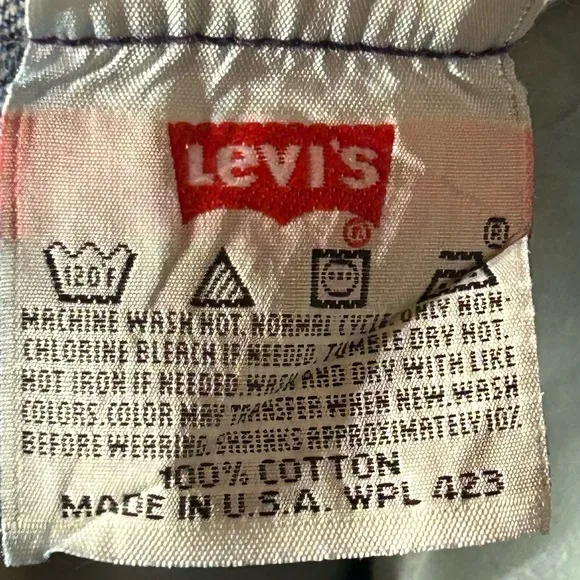 LEVI'S
®
®
120F
MACHINE WASH HOT, NORMAL CYCLE. ONLY NON-
CHLORINE BLEACH IF NEEDED. TUMBLE DRY HOT.
HOT IRON IF NEEDED. WASH AND DRY WITH LIKE
COLORS. COLOR MAY TRANSFER WHEN NEW. WASH
BEFORE WEARING. SHRINKS APPROXIMATELY 10%
100% COTTON
MADE IN U.S.A. WPL 423